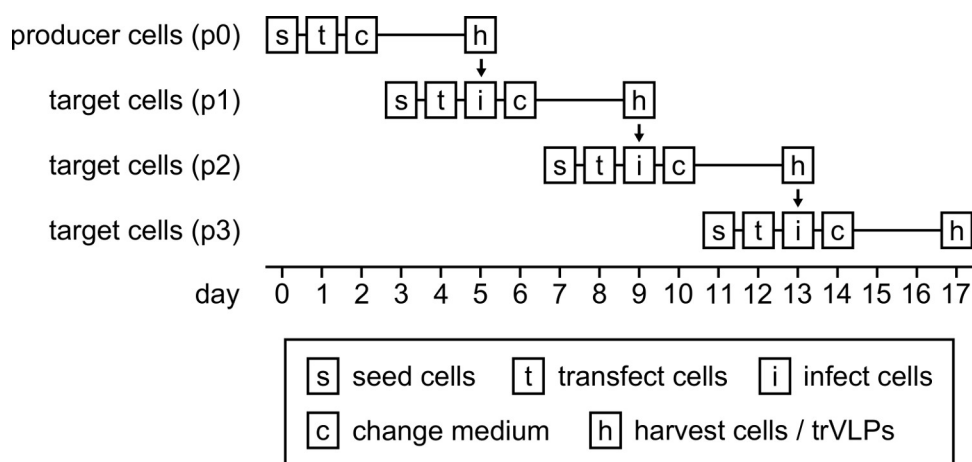 producer cells (p0) s t c h
target cells (p1) s t i c h
target cells (p2) s t i c h
target cells (p3) s t i c h
day 0 1 2 3 4 5 6 7 8 9 10 11 12 13 14 15 16 17
s seed cells t transfect cells i infect cells
c change medium h harvest cells / trVLPs